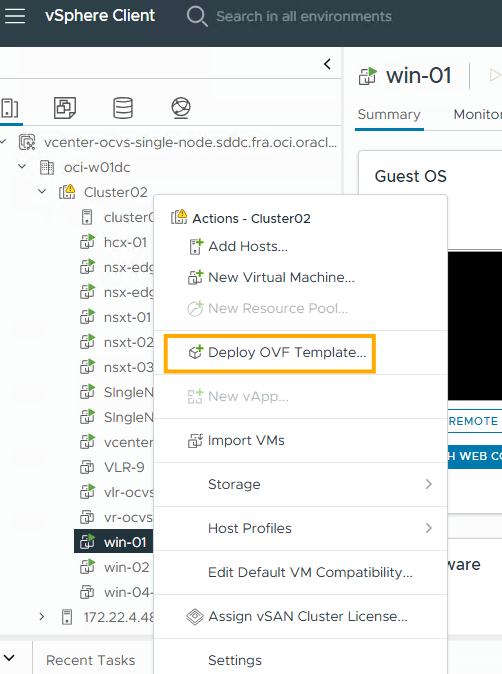 vSphere Client
Search in all environments
win-01
Summary
Monitor
vcenter-ocvs-single-node.sddc.fra.oci.oracl...
oci-w01dc
Cluster02
Guest OS
cluster0
Actions - Cluster02
hcx-01
Add Hosts...
nsx-edg
New Virtual Machine...
nsx-edg
New Resource Pool...
nsxt-01
nsxt-02
Deploy OVF Template...
nsxt-03
SIngleN
New vApp...
SIngleN
REMOTE
vcenter
Import VMs
H WEB CO
VLR-9
vlr-ocvs
Storage
vr-ocvs
Host Profiles
win-01
win-02
Edit Default VM Compatibility...
ware
win-04-
172.22.4.48
Assign vSAN Cluster License...
Recent Tasks
Settings